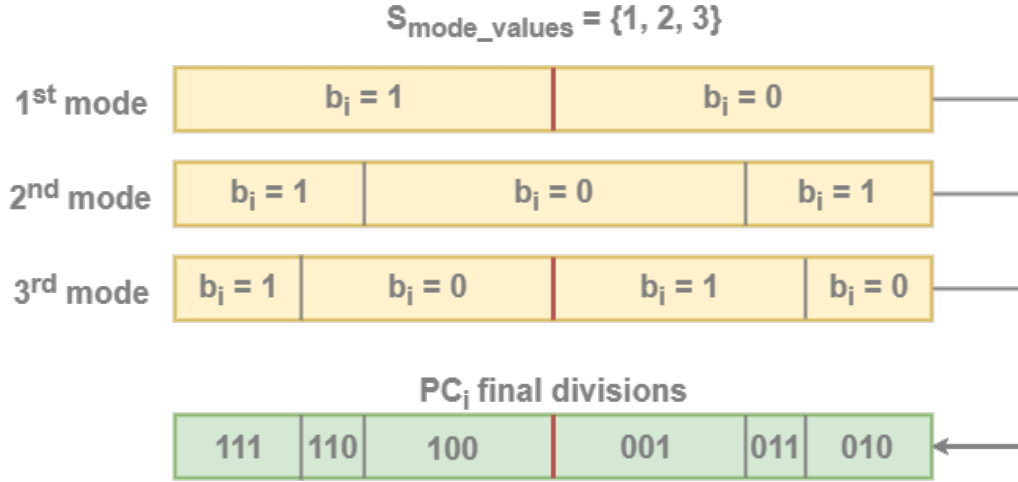 S_mode_values = {1, 2, 3}
1st mode b_i = 1 b_i = 0
2nd mode b_i = 1 b_i = 0 b_i = 1
3rd mode b_i = 1 b_i = 0 b_i = 1 b_i = 0
PC_i final divisions
111 110 100 001 011 010